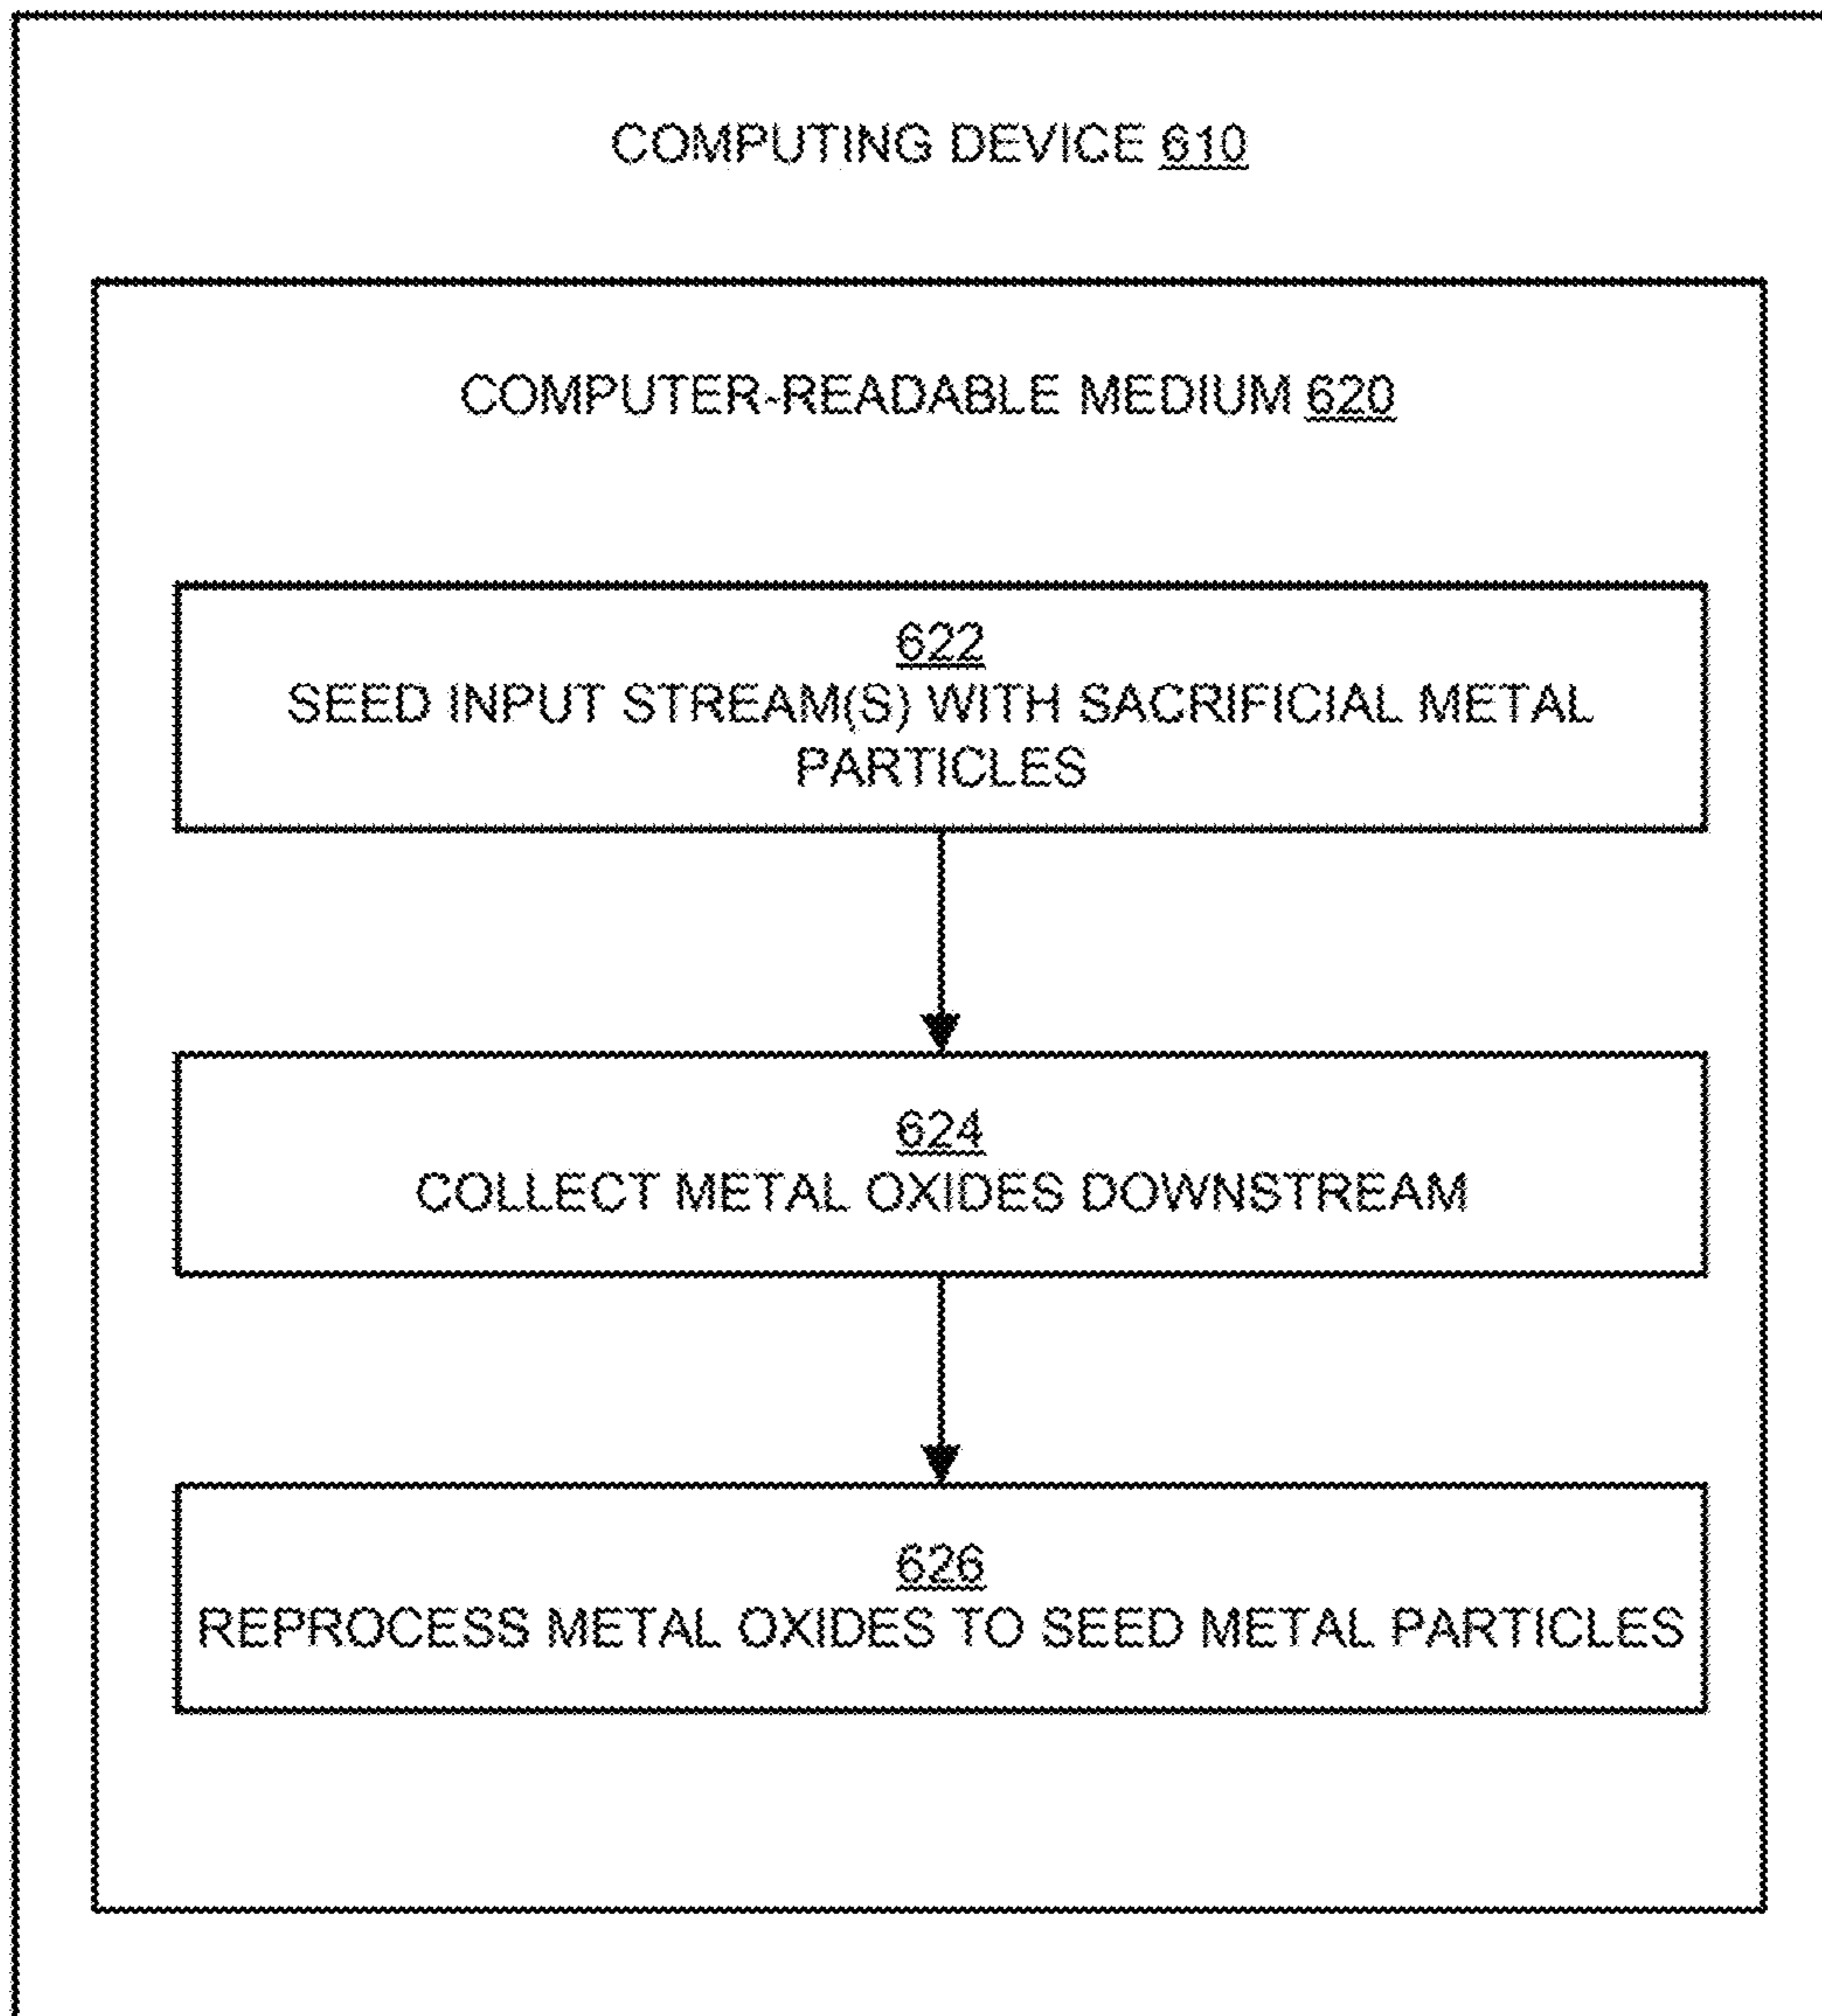 COMPUTING DEVICE 610
COMPUTER-READABLE MEDIUM 620
622
SEED INPUT STREAM(S) WITH SACRIFICIAL METAL
PARTICLES
624
COLLECT METAL OXIDES DOWNSTREAM
626
REPROCESS METAL OXIDES TO SEED METAL PARTICLES